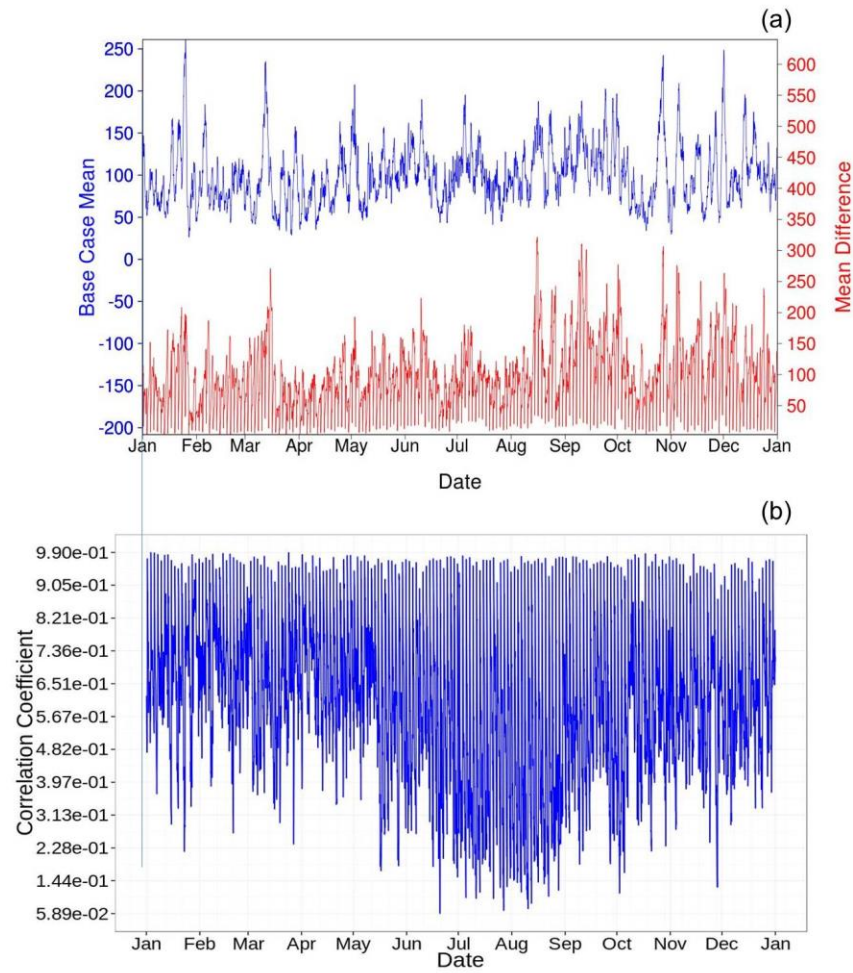 (a)
250
200
150
100
50
0
-50
-100
-150
-200
Base Case Mean
600
550
500
450
400
350
300
250
200
150
100
50
Mean Difference
Jan Feb Mar Apr May Jun Jul Aug Sep Oct Nov Dec Jan
Date
(b)
9.90e-01
9.05e-01
8.21e-01
7.36e-01
6.51e-01
5.67e-01
4.82e-01
3.97e-01
3.13e-01
2.28e-01
1.44e-01
5.89e-02
Correlation Coefficient
Jan Feb Mar Apr May Jun Jul Aug Sep Oct Nov Dec Jan
Date